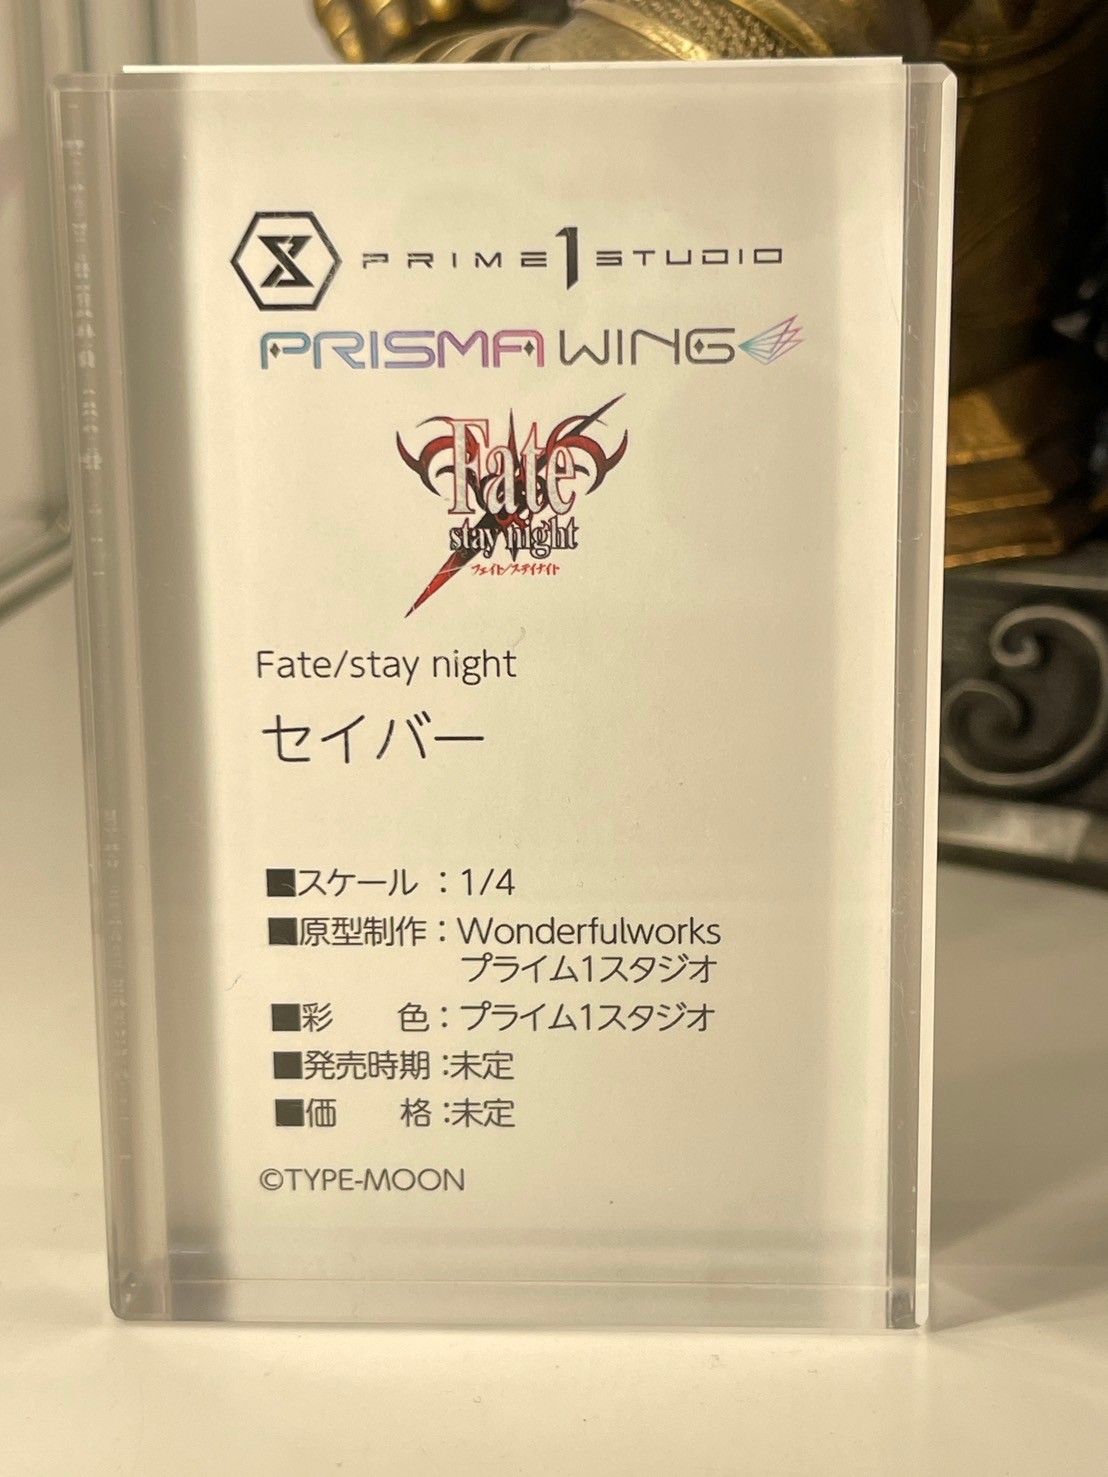 PRIME 1 STUDIO
PRISMA WING
Fate
stay night
フェイト/ステイナイト
Fate/stay night
セイバー
■スケール：1/4
■原型制作：Wonderfulworks
プライム1スタジオ
■彩　　色：プライム1スタジオ
■発売時期：未定
■価　　格：未定
©TYPE-MOON